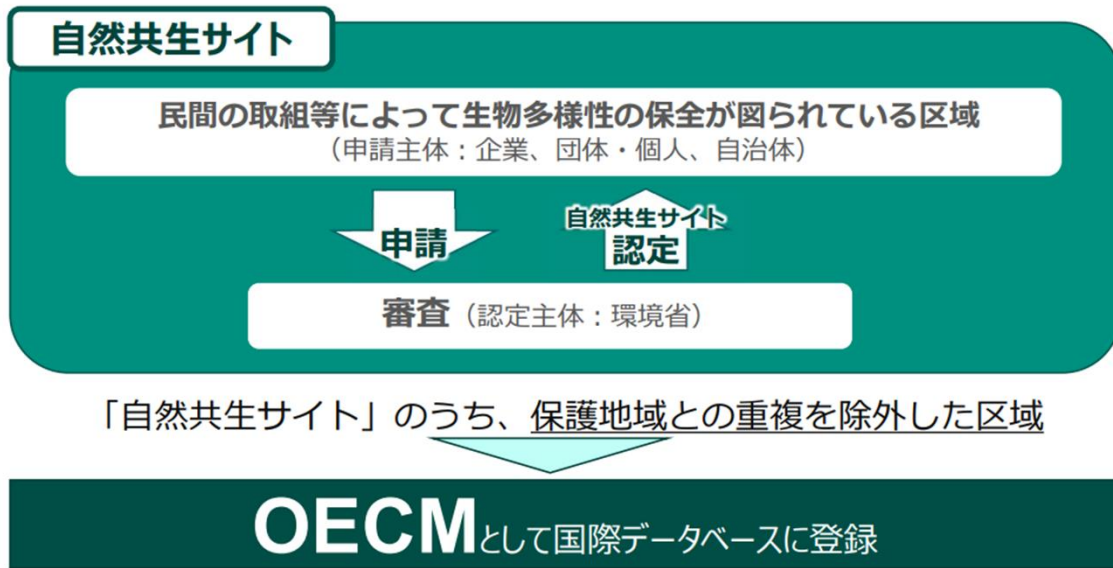 自然共生サイト
民間の取組等によって生物多様性の保全が図られている区域
（申請主体：企業、団体・個人、自治体）
申請
自然共生サイト
認定
審査（認定主体：環境省）
「自然共生サイト」のうち、保護地域との重複を除外した区域
OECMとして国際データベースに登録